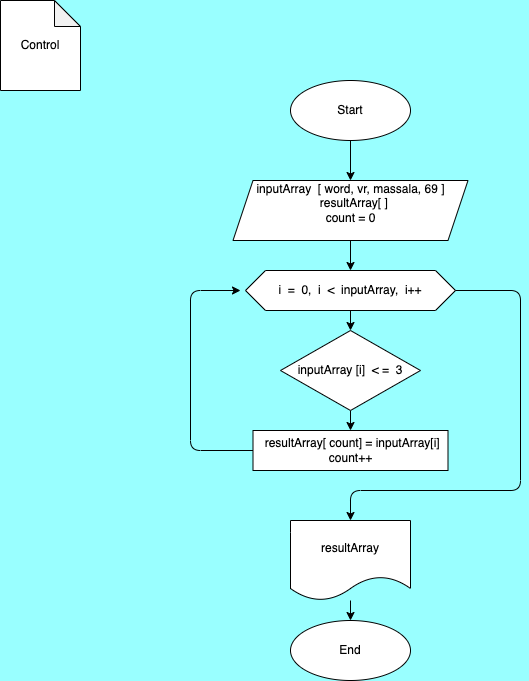 Control
Start
inputArray [ word, vr, massala, 69 ]
resultArray[ ]
count = 0
i = 0, i < inputArray, i++
inputArray [i] <= 3
resultArray[ count] = inputArray[i]
count++
resultArray
End